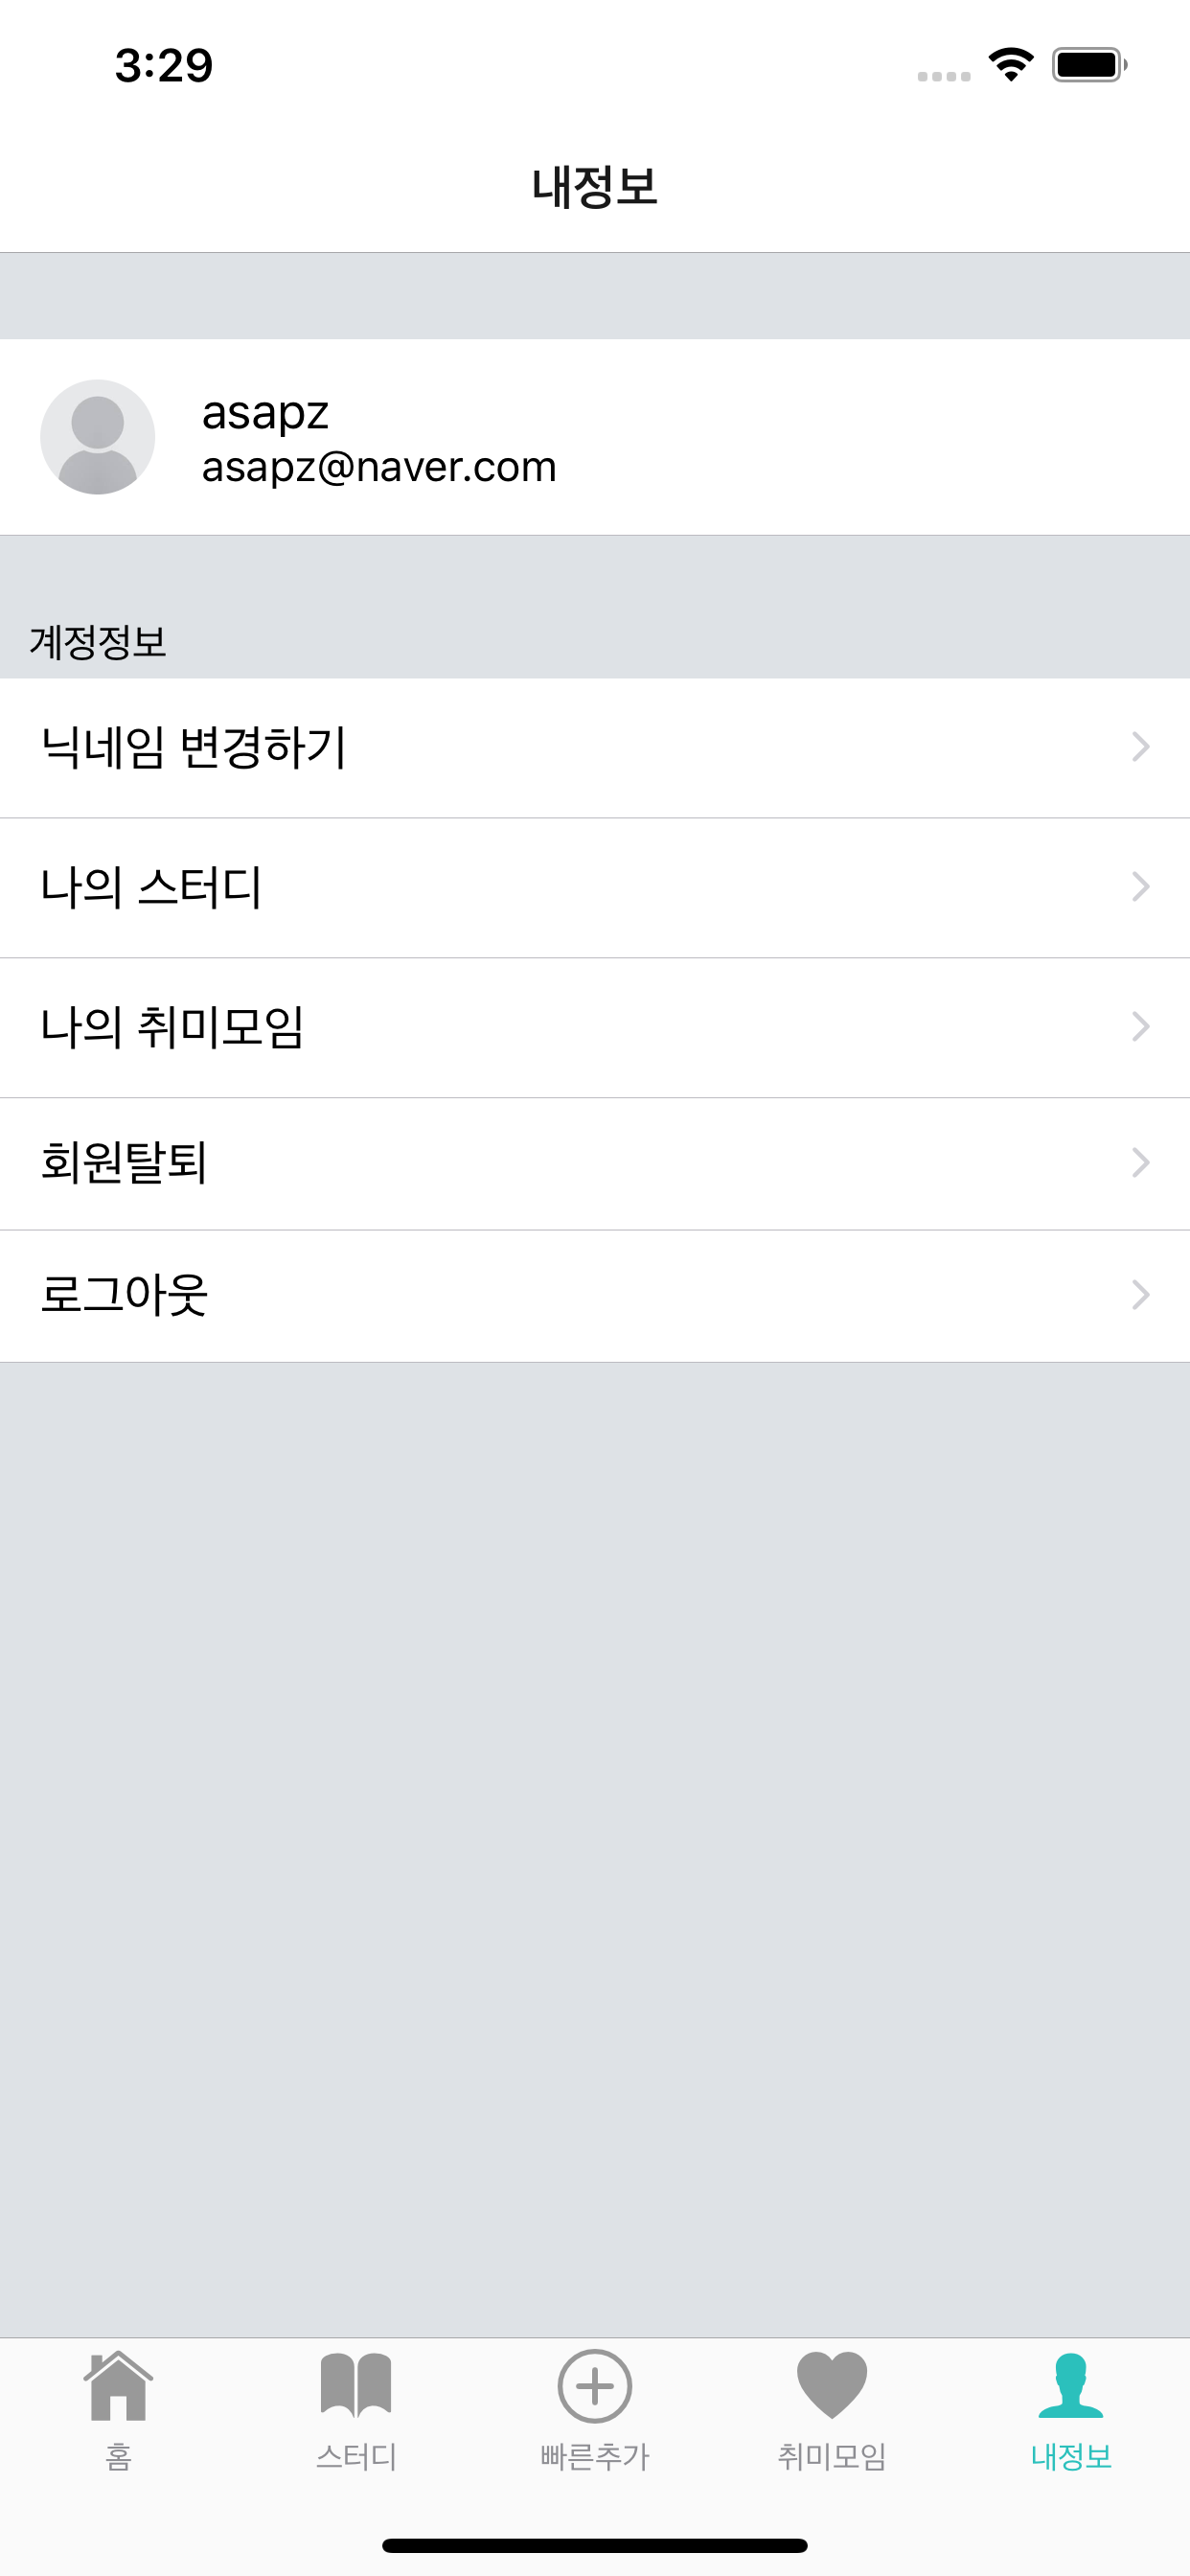 3:29
내정보
asapz
asapz@naver.com
계정정보
닉네임 변경하기
나의 스터디
나의 취미모임
회원탈퇴
로그아웃
홈
스터디
빠른추가
취미모임
내정보